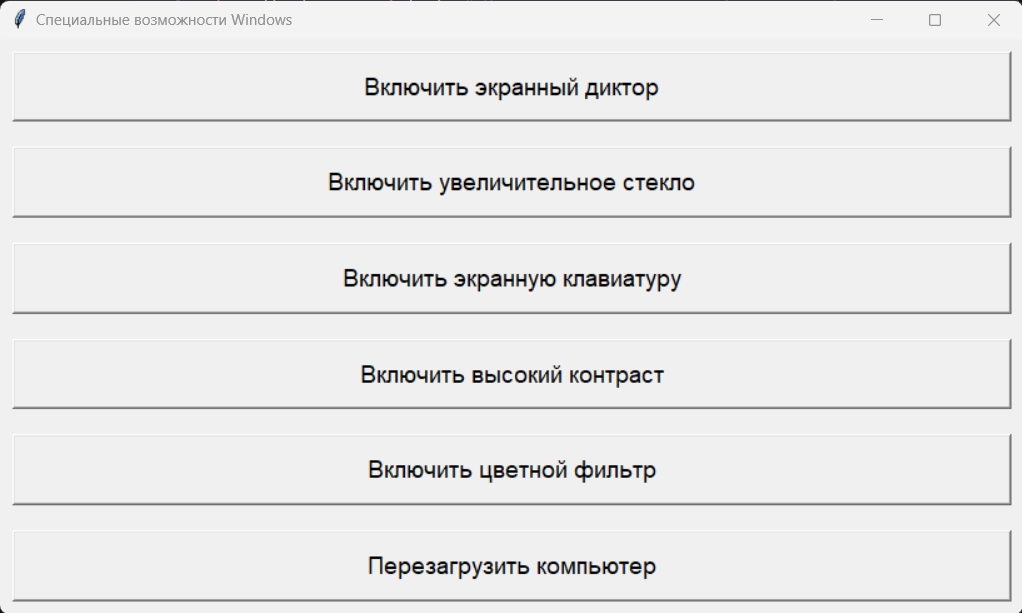 Специальные возможности Windows
Включить экранный диктор
Включить увеличительное стекло
Включить экранную клавиатуру
Включить высокий контраст
Включить цветной фильтр
Перезагрузить компьютер